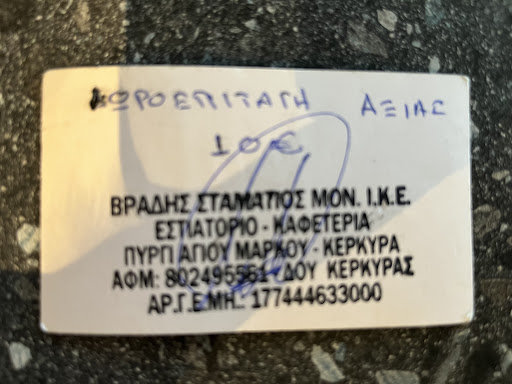 ΔΩΡΟΕΠΙΤΑΓΗ ΑΞΙΑΣ
10€
ΒΡΑΔΗΣ ΣΤΑΜΑΤΙΟΣ ΜΟΝ. Ι.Κ.Ε.
ΕΣΤΙΑΤΟΡΙΟ - ΚΑΦΕΤΕΡΙΑ
ΠΥΡΓΙ ΑΓΙΟΥ ΜΑΡΚΟΥ - ΚΕΡΚΥΡΑ
ΑΦΜ: 802495561 ΔΟΥ ΚΕΡΚΥΡΑΣ
ΑΡ.Γ.Ε.ΜΗ.: 177444633000